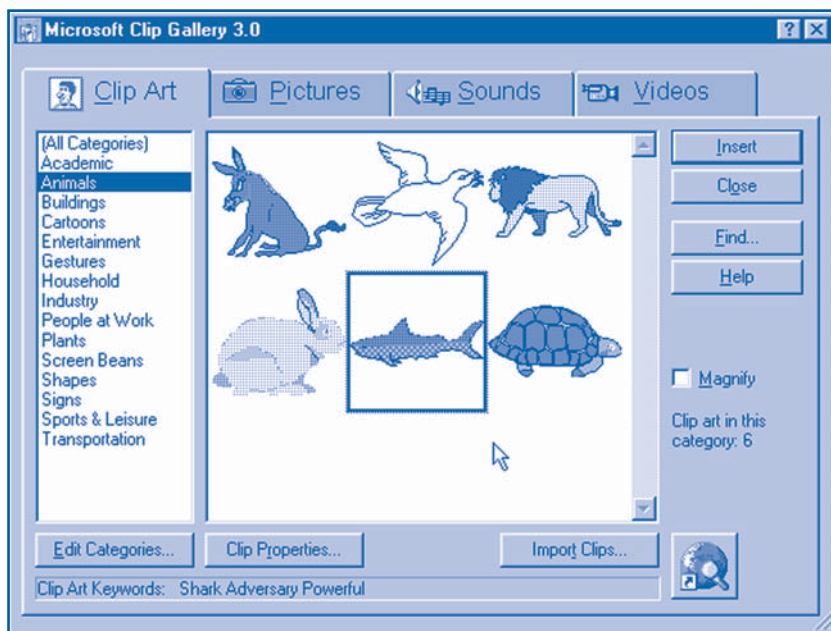 Microsoft Clip Gallery 3.0
Clip Art
Pictures
Sounds
Videos
(All Categories)
Academic
Animals
Buildings
Cartoons
Entertainment
Gestures
Household
Industry
People at Work
Plants
Screen Beans
Shapes
Signs
Sports & Leisure
Transportation
Insert
Close
Find...
Help
Magnify
Clip art in this
category: 6
Edit Categories...
Clip Properties...
Import Clips...
Clip Art Keywords: Shark Adversary Powerful